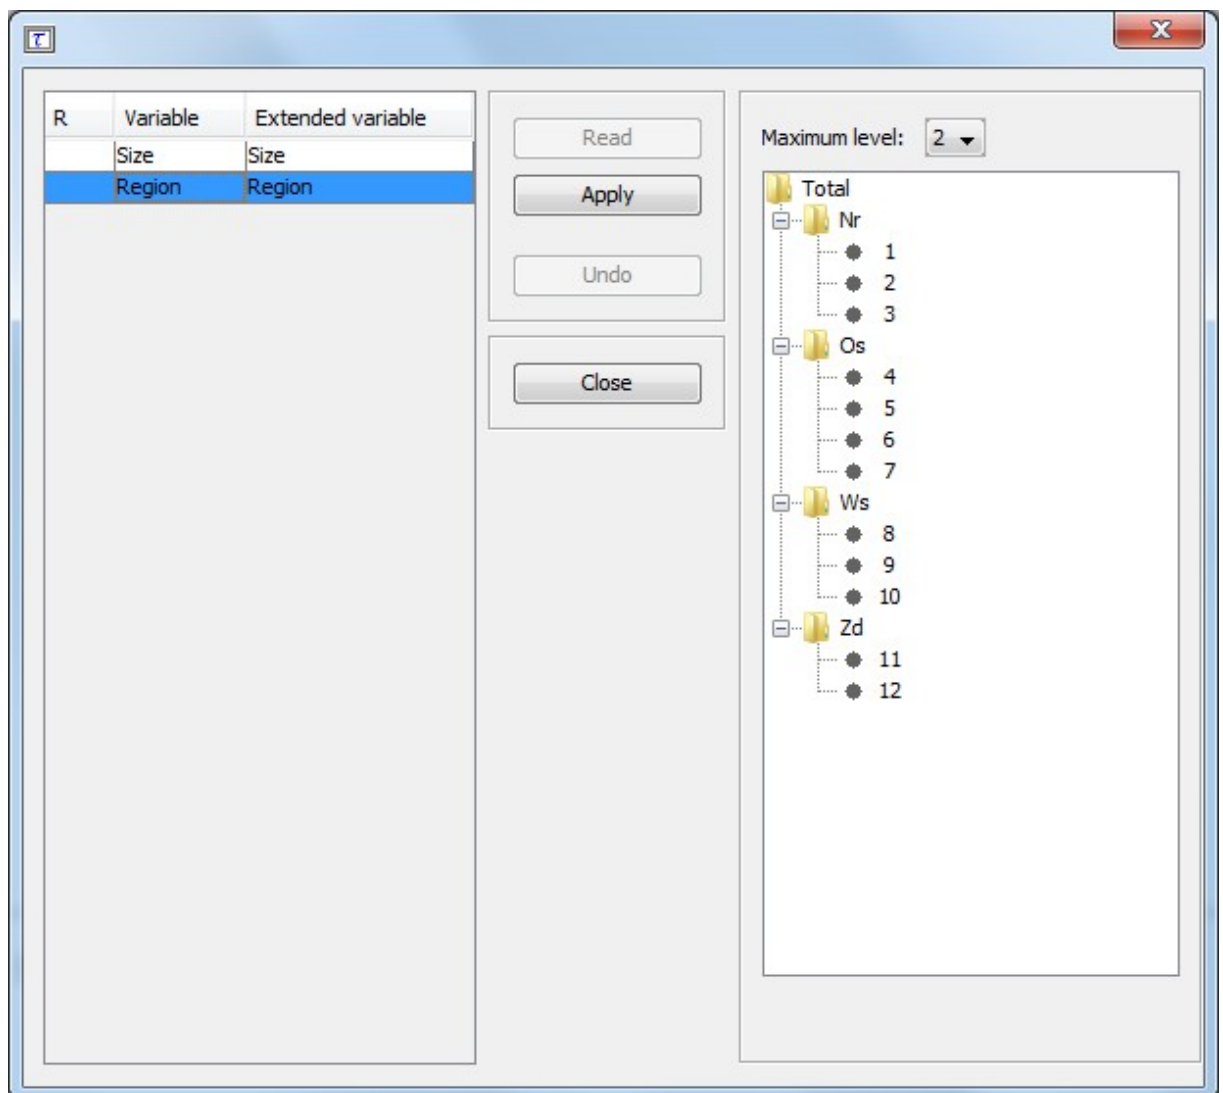 τ
X
R Variable Extended variable
Size Size
Region Region
Read
Apply
Undo
Close
Maximum level: 2
Total
Nr
1
2
3
Os
4
5
6
7
Ws
8
9
10
Zd
11
12